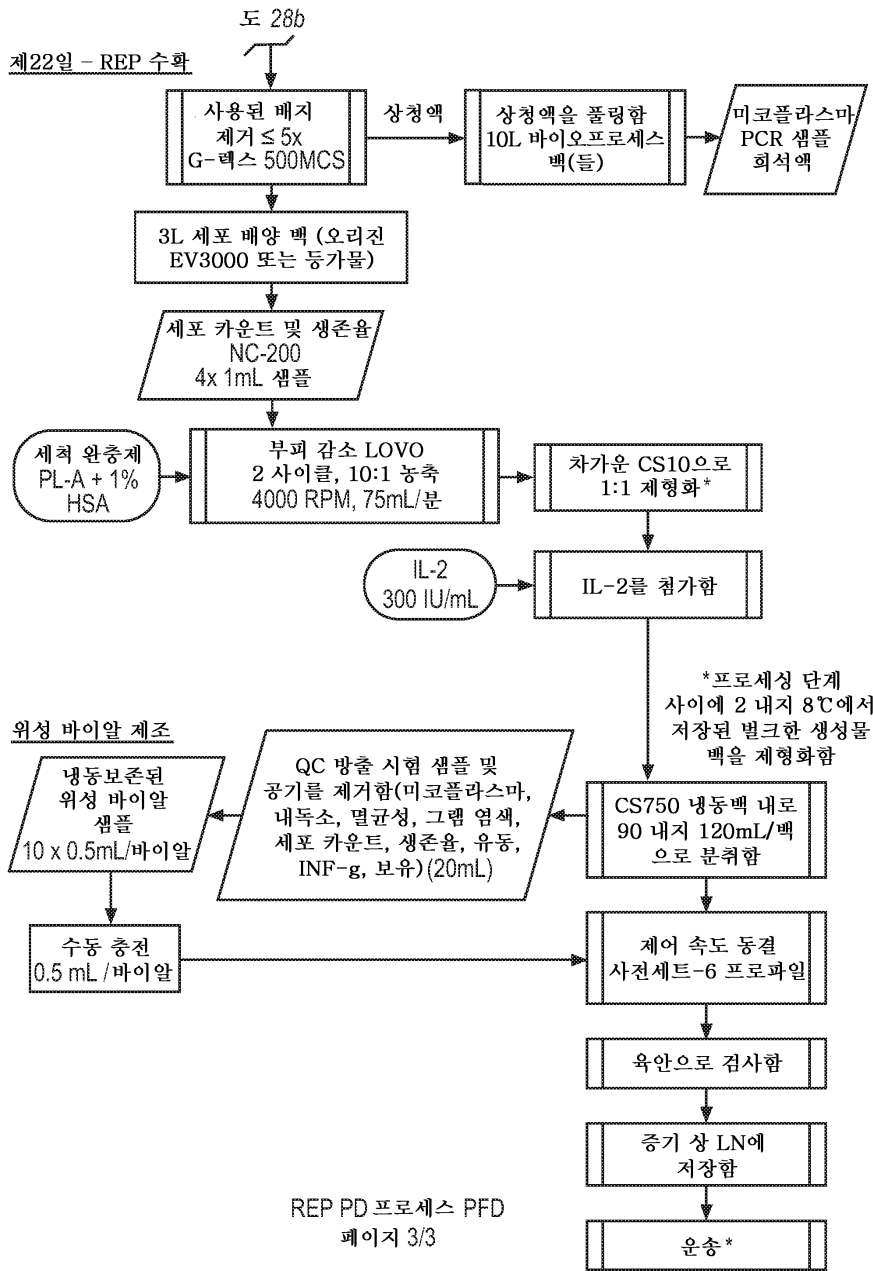 도 28b
제22일 – REP 수확
사용된 배지
제거 ≤ 5x
G-렉스 500MCS
상청액
상청액을 풀링함
10L 바이오프로세스
백(들)
미코플라스마
PCR 샘플
희석액
3L 세포 배양 백 (오리진
EV3000 또는 등가물)
세포 카운트 및 생존율
NC-200
4x 1mL 샘플
세척 완충제
PL-A + 1%
HSA
부피 감소 LOVO
2 사이클, 10:1 농축
4000 RPM, 75mL/분
차가운 CS10으로
1:1 제형화*
IL-2
300 IU/mL
IL-2를 첨가함
*프로세싱 단계
사이에 2 내지 8℃에서
저장된 벌크한 생성물
백을 제형화함
위성 바이알 제조
냉동보존된
위성 바이알
샘플
10 x 0.5mL/바이알
QC 방출 시험 샘플 및
공기를 제거함(미코플라스마,
내독소, 멸균성, 그램 염색,
세포 카운트, 생존율, 유동,
INF-g, 보유)(20mL)
CS750 냉동백 내로
90 내지 120mL/백
으로 분취함
수동 충전
0.5 mL /바이알
제어 속도 동결
사전세트-6 프로파일
육안으로 검사함
증기 상 LN에
저장함
운송*
REP PD 프로세스 PFD
페이지 3/3